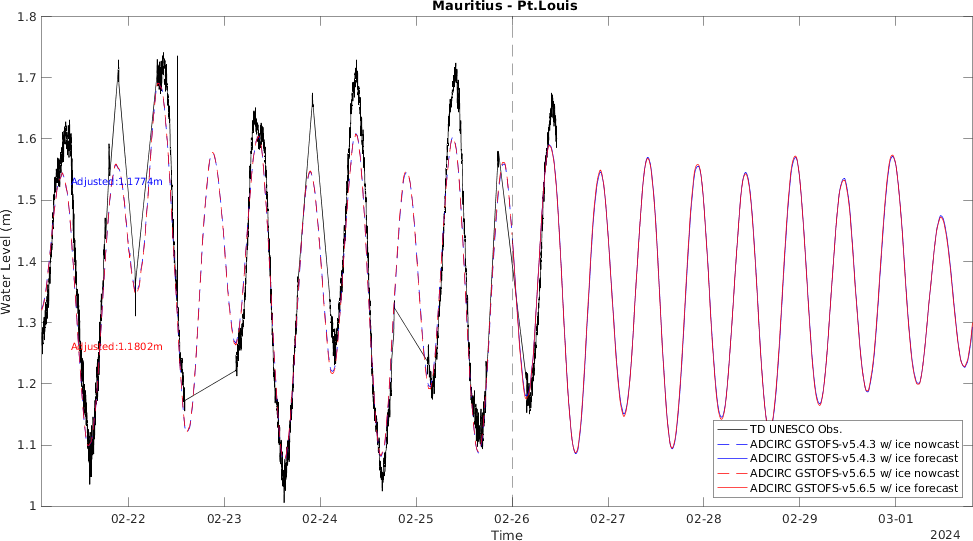 Mauritius - Pt.Louis
1.8
1.7
1.6
1.5
1.4
1.3
1.2
1.1
1
Water Level (m)
Adjusted:1.1774m
Adjusted:1.1802m
TD UNESCO Obs.
ADCIRC GSTOFS-v5.4.3 w/ ice nowcast
ADCIRC GSTOFS-v5.4.3 w/ ice forecast
ADCIRC GSTOFS-v5.6.5 w/ ice nowcast
ADCIRC GSTOFS-v5.6.5 w/ ice forecast
02-22 02-23 02-24 02-25 02-26 02-27 02-28 02-29 03-01
Time
2024